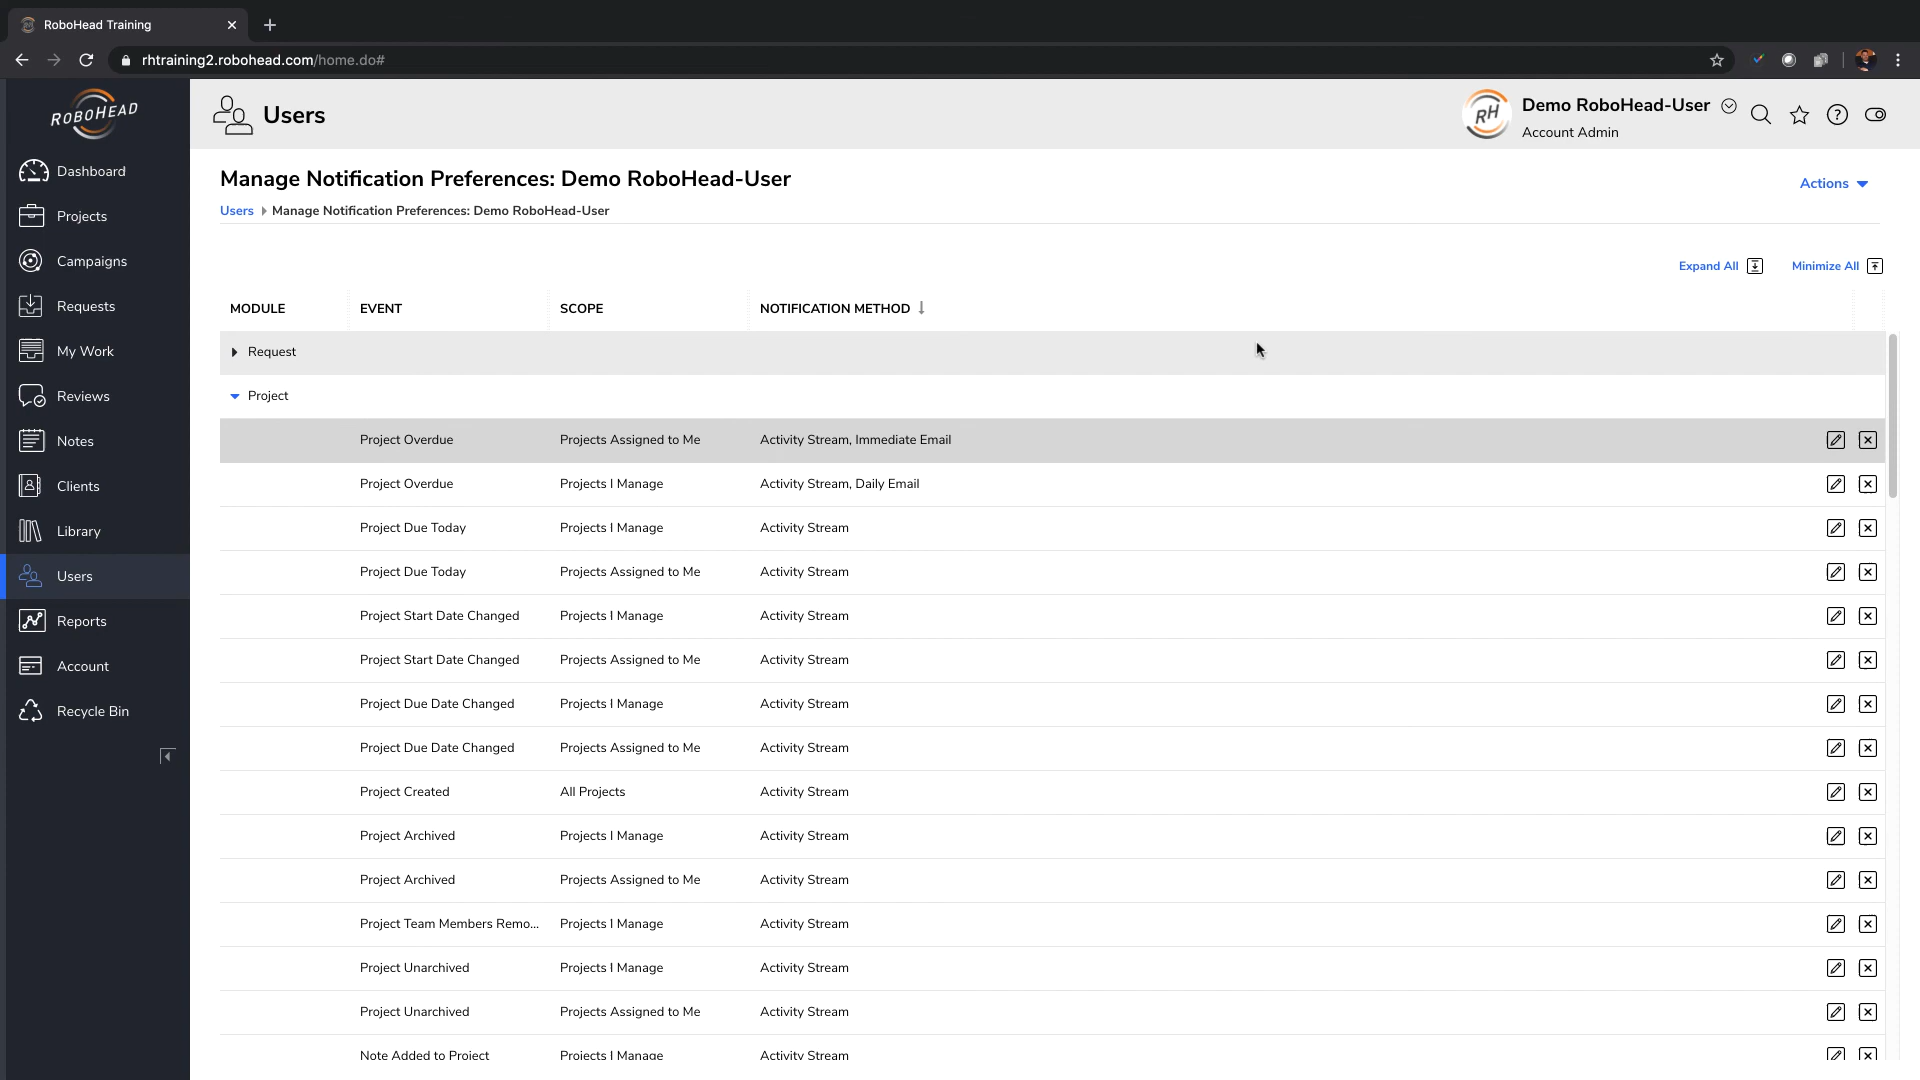 RoboHead Training
rhtraining2.robohead.com/home.do#
ROBOHEAD
Users
RH
Demo RoboHead-User
Account Admin
Dashboard
Projects
Campaigns
Requests
My Work
Reviews
Notes
Clients
Library
Users
Reports
Account
Recycle Bin
Manage Notification Preferences: Demo RoboHead-User
Actions
Users Manage Notification Preferences: Demo RoboHead-User
Expand All Minimize All
MODULE EVENT SCOPE NOTIFICATION METHOD
Request
Project
Project Overdue Projects Assigned to Me Activity Stream, Immediate Email
Project Overdue Projects I Manage Activity Stream, Daily Email
Project Due Today Projects I Manage Activity Stream
Project Due Today Projects Assigned to Me Activity Stream
Project Start Date Changed Projects I Manage Activity Stream
Project Start Date Changed Projects Assigned to Me Activity Stream
Project Due Date Changed Projects I Manage Activity Stream
Project Due Date Changed Projects Assigned to Me Activity Stream
Project Created All Projects Activity Stream
Project Archived Projects I Manage Activity Stream
Project Archived Projects Assigned to Me Activity Stream
Project Team Members Remo... Projects I Manage Activity Stream
Project Unarchived Projects I Manage Activity Stream
Project Unarchived Projects Assigned to Me Activity Stream
Note Added to Project Projects I Manage Activity Stream